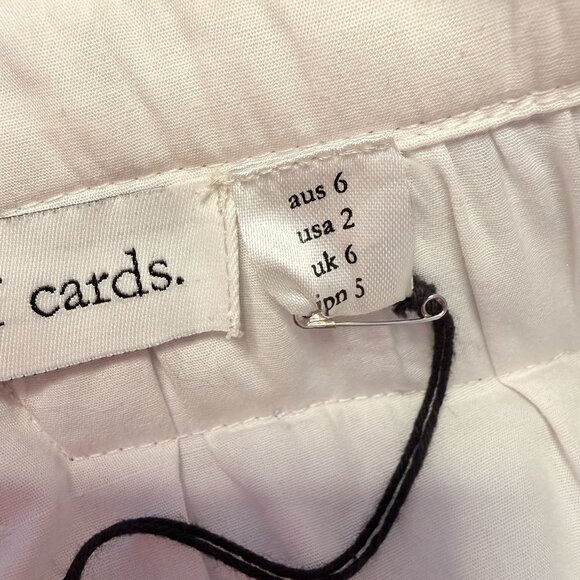 cards.
aus 6
usa 2
uk 6
jpn 5